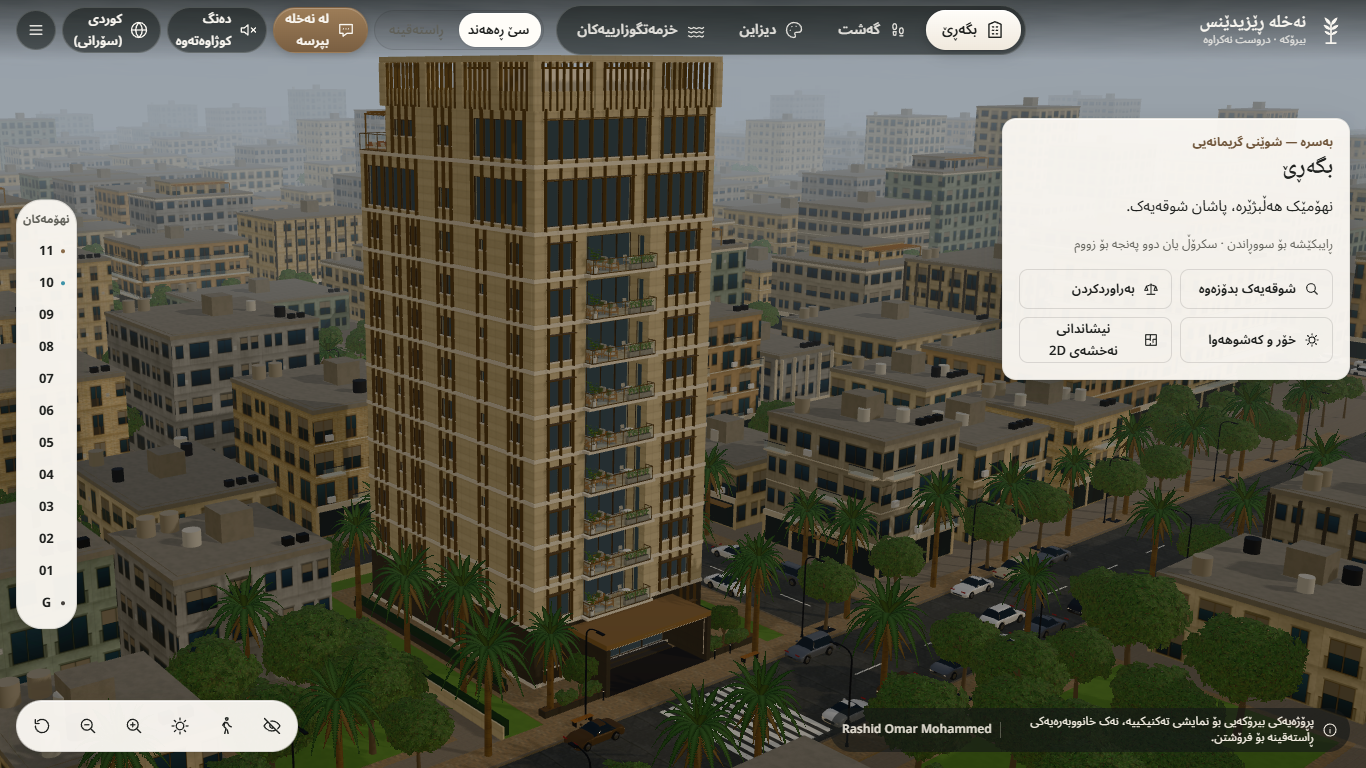 نەخلە ڕێزیدێنس
بیرۆکە · دروست نەکراوە
بگەڕێ
گەشت
دیزاین
خزمەتگوزارییەکان
سێ ڕەهەند
ڕاستەقینە
لە نەخلە
بپرسە
دەنگ
کوژاوەتەوە
کوردی
(سۆرانی)
بەسرە — شوێنی گریمانەیی
بگەڕێ
نهۆمێک هەڵبژێرە، پاشان شوقەیەک.
ڕایبکێشە بۆ سووڕاندن · سکرۆڵ یان دوو پەنجە بۆ زووم
شوقەیەک بدۆزەوە
بەراوردکردن
خۆر و کەشوهەوا
نیشاندانی
نەخشەی 2D
نهۆمەکان
11
10
09
08
07
06
05
04
03
02
01
G
پڕۆژەیەکی بیرۆکەیی بۆ نمایشی تەکنیکییە، نەک خانووبەرەیەکی
ڕاستەقینە بۆ فرۆشتن.
Rashid Omar Mohammed